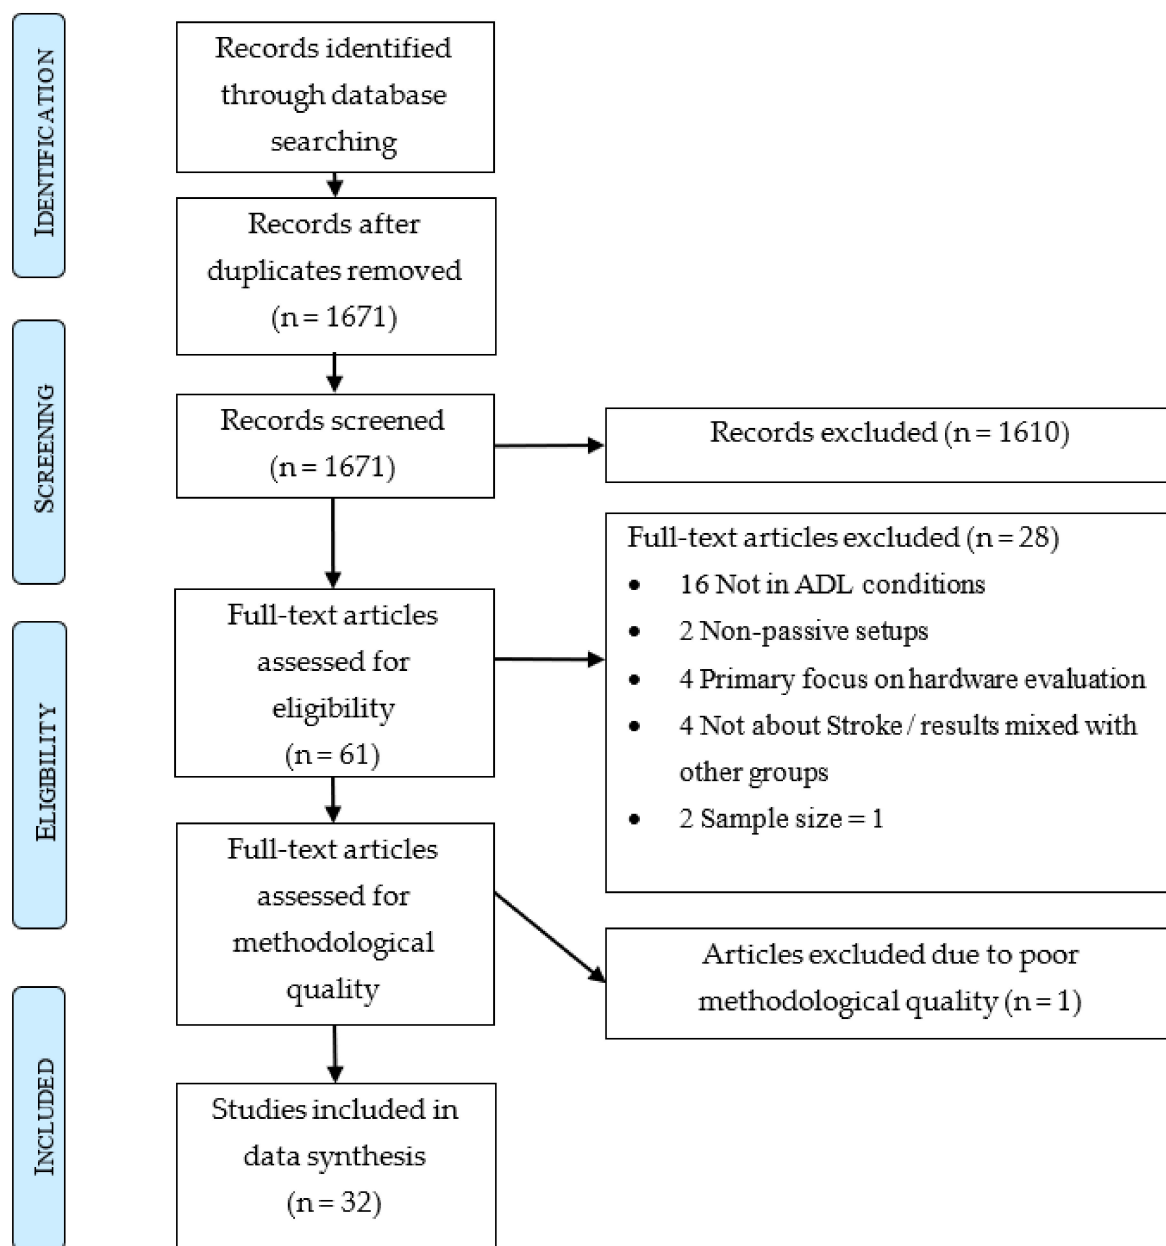 IDENTIFICATION
Records identified
through database
searching
Records after
duplicates removed
(n = 1671)
SCREENING
Records screened
(n = 1671)
Records excluded (n = 1610)
ELIGIBILITY
Full-text articles
assessed for
eligibility
(n = 61)
Full-text articles excluded (n = 28)
• 16 Not in ADL conditions
• 2 Non-passive setups
• 4 Primary focus on hardware evaluation
• 4 Not about Stroke / results mixed with
other groups
• 2 Sample size = 1
Full-text articles
assessed for
methodological
quality
Articles excluded due to poor
methodological quality (n = 1)
INCLUDED
Studies included in
data synthesis
(n = 32)